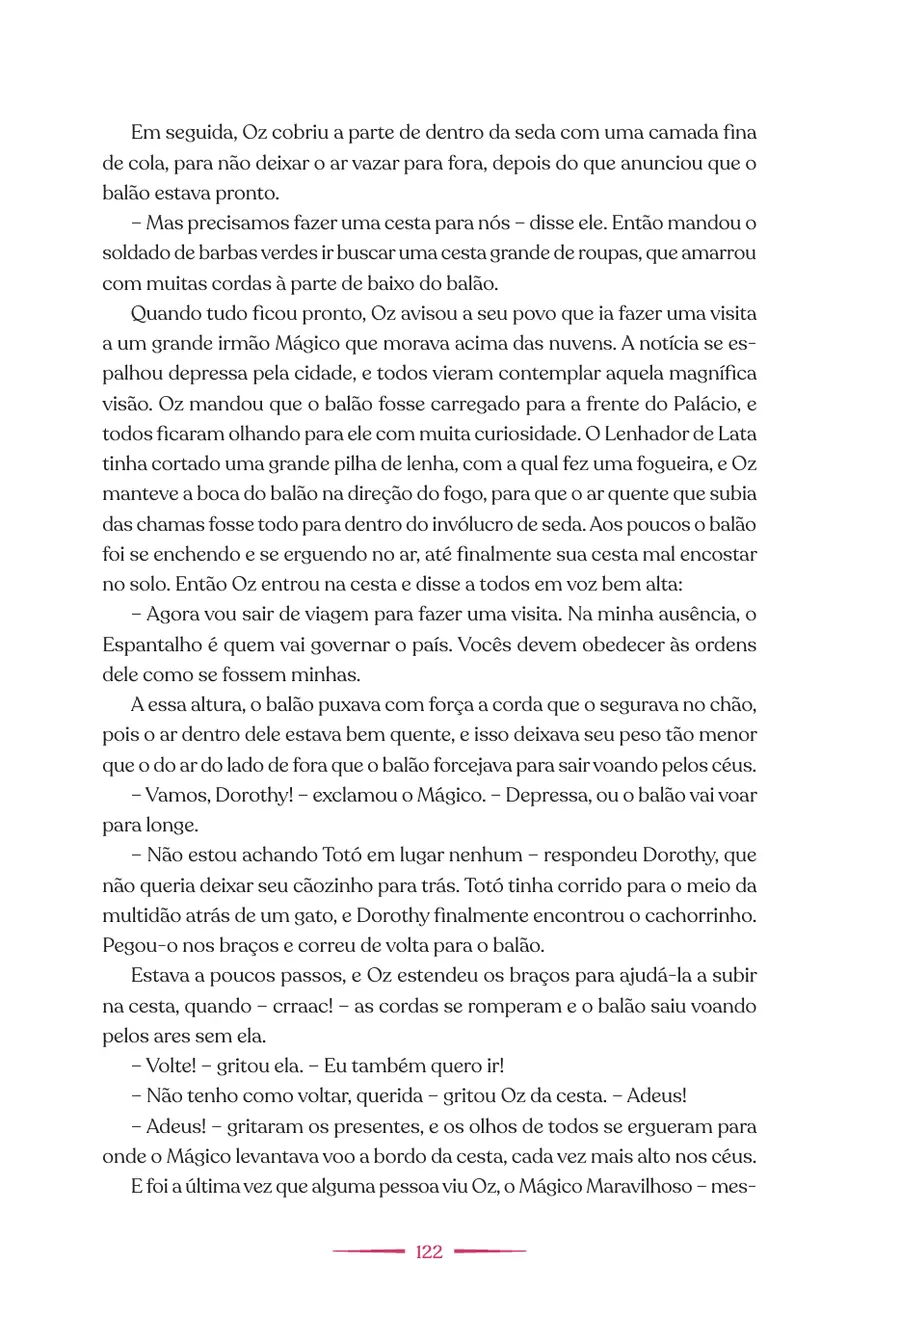 Em seguida, Oz cobriu a parte de dentro da seda com uma camada fina
de cola, para não deixar o ar vazar para fora, depois do que anunciou que o
balão estava pronto.
– Mas precisamos fazer uma cesta para nós – disse ele. Então mandou o
soldado de barbas verdes ir buscar uma cesta grande de roupas, que amarrou
com muitas cordas à parte de baixo do balão.
Quando tudo ficou pronto, Oz avisou a seu povo que ia fazer uma visita
a um grande irmão Mágico que morava acima das nuvens. A notícia se es-
palhou depressa pela cidade, e todos vieram contemplar aquela magnífica
visão. Oz mandou que o balão fosse carregado para a frente do Palácio, e
todos ficaram olhando para ele com muita curiosidade. O Lenhador de Lata
tinha cortado uma grande pilha de lenha, com a qual fez uma fogueira, e Oz
manteve a boca do balão na direção do fogo, para que o ar quente que subia
das chamas fosse todo para dentro do invólucro de seda. Aos poucos o balão
foi se enchendo e se erguendo no ar, até finalmente sua cesta mal encostar
no solo. Então Oz entrou na cesta e disse a todos em voz bem alta:
– Agora vou sair de viagem para fazer uma visita. Na minha ausência, o
Espantalho é quem vai governar o país. Vocês devem obedecer às ordens
dele como se fossem minhas.
A essa altura, o balão puxava com força a corda que o segurava no chão,
pois o ar dentro dele estava bem quente, e isso deixava seu peso tão menor
que o do ar do lado de fora que o balão forcejava para sair voando pelos céus.
– Vamos, Dorothy! – exclamou o Mágico. – Depressa, ou o balão vai voar
para longe.
– Não estou achando Totó em lugar nenhum – respondeu Dorothy, que
não queria deixar seu cãozinho para trás. Totó tinha corrido para o meio da
multidão atrás de um gato, e Dorothy finalmente encontrou o cachorrinho.
Pegou-o nos braços e correu de volta para o balão.
Estava a poucos passos, e Oz estendeu os braços para ajudá-la a subir
na cesta, quando – crraac! – as cordas se romperam e o balão saiu voando
pelos ares sem ela.
– Volte! – gritou ela. – Eu também quero ir!
– Não tenho como voltar, querida – gritou Oz da cesta. – Adeus!
– Adeus! – gritaram os presentes, e os olhos de todos se ergueram para
onde o Mágico levantava voo a bordo da cesta, cada vez mais alto nos céus.
E foi a última vez que alguma pessoa viu Oz, o Mágico Maravilhoso – mes-
122